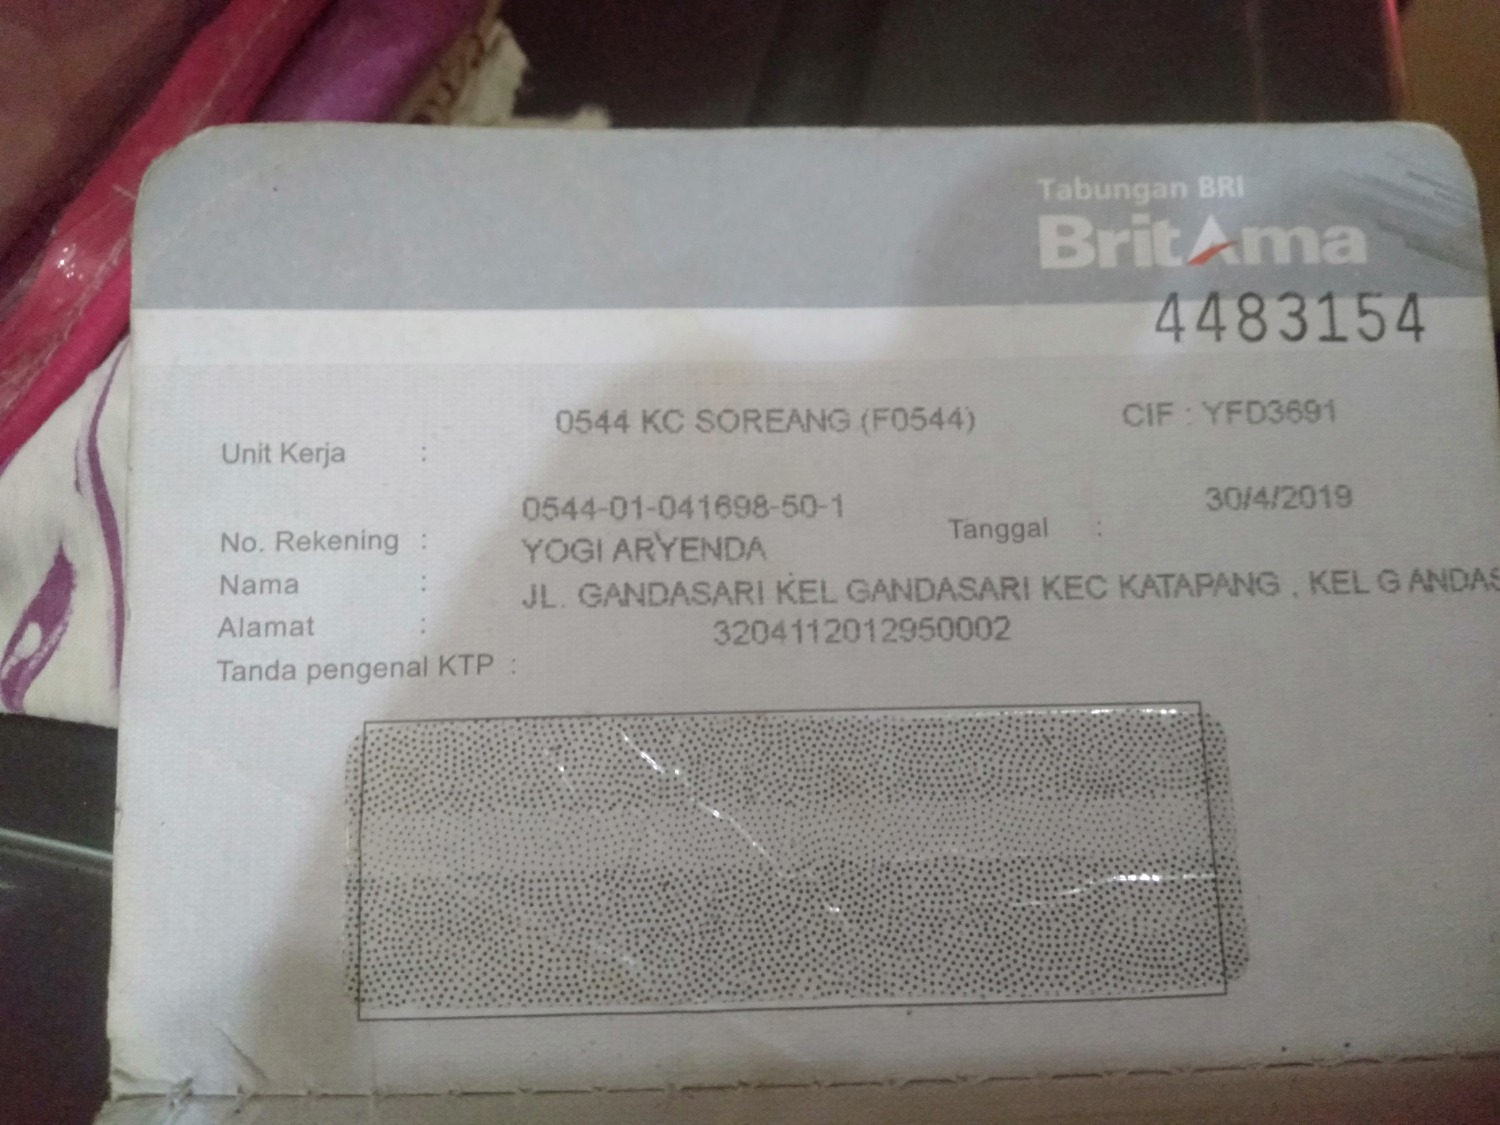 Tabungan BRI
BritAma
4483154
0544 KC SOREANG (F0544) CIF : YFD3691
Unit Kerja :
0544-01-041698-50-1 30/4/2019
No. Rekening : Tanggal :
YOGI ARYENDA
Nama :
JL. GANDASARI KEL GANDASARI KEC KATAPANG , KEL G ANDAS
Alamat :
3204112012950002
Tanda pengenal KTP :